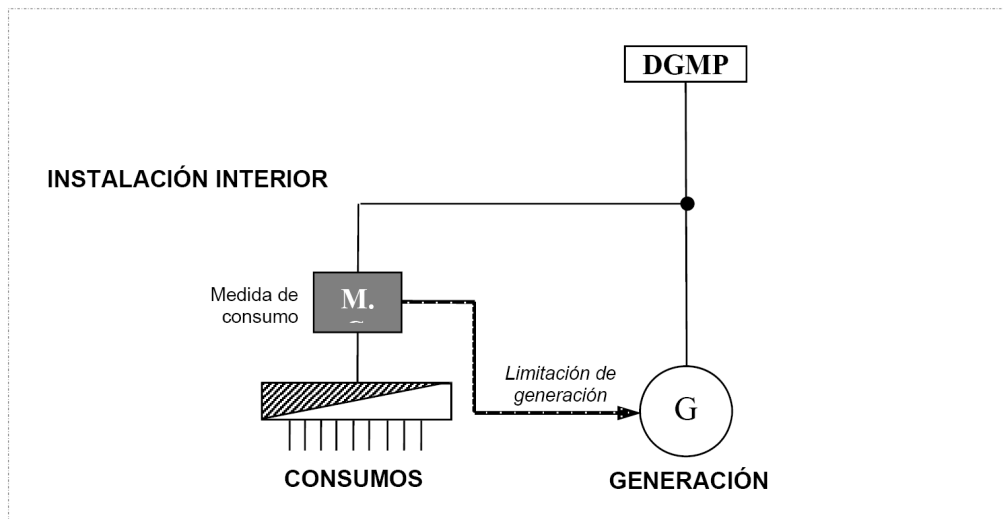 DGMP
INSTALACIÓN INTERIOR
Medida de
consumo
M.
~
Limitación de
generación
G
CONSUMOS
GENERACIÓN